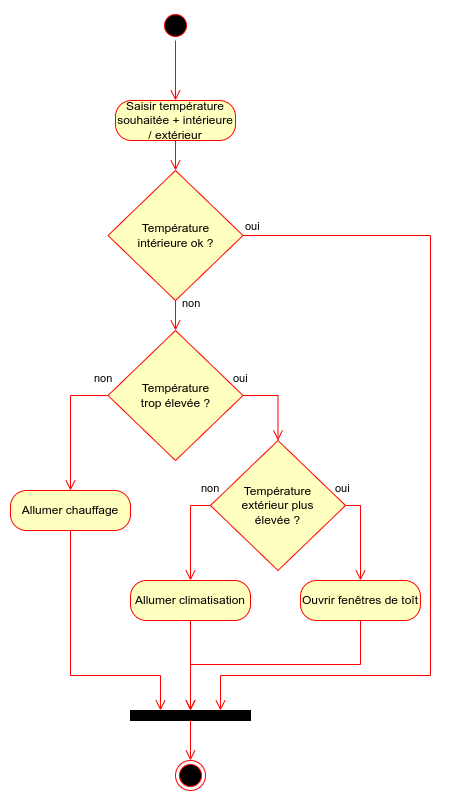 Saisir température
souhaitée + intérieure
/ extérieur
Température
intérieure ok ?
oui
non
Température
trop élevée ?
non
oui
Température
extérieur plus
élevée ?
non
oui
Allumer chauffage
Allumer climatisation
Ouvrir fenêtres de toît